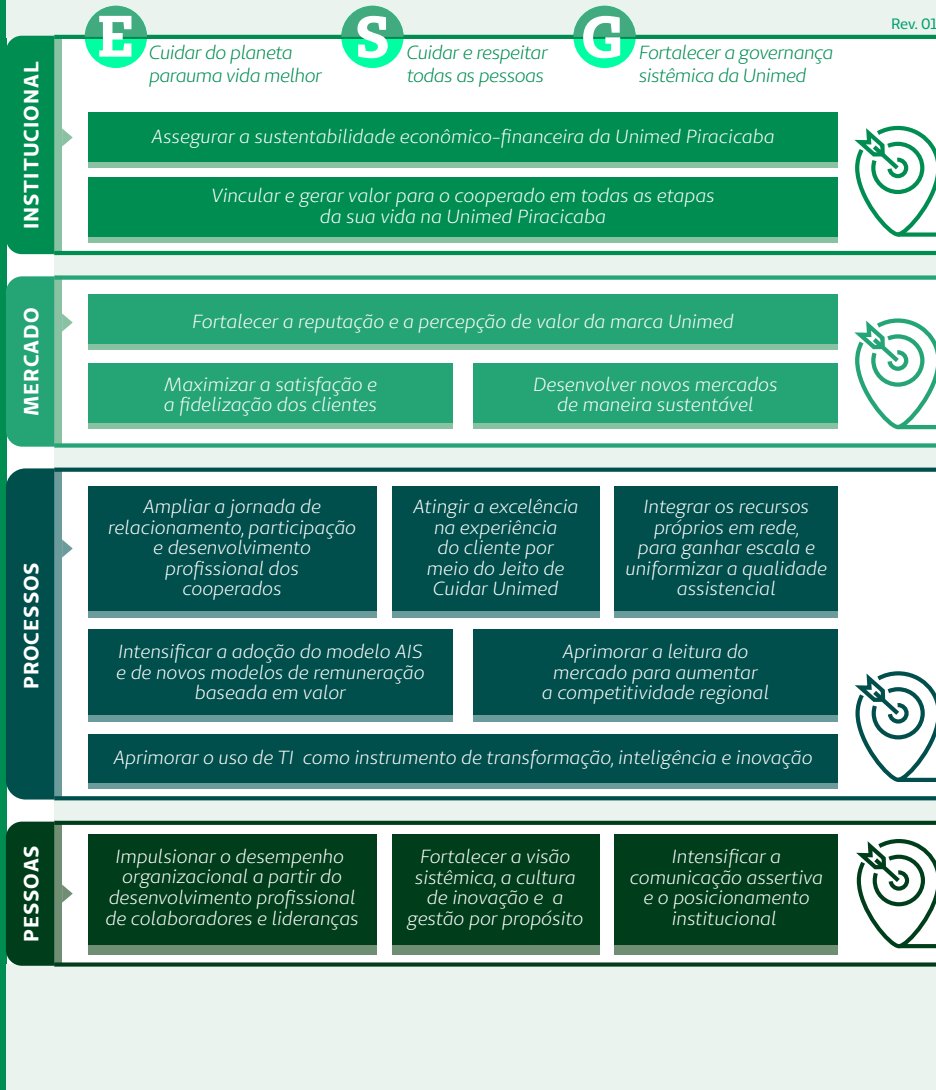 Rev. 01
E
Cuidar do planeta
parauma vida melhor
S
Cuidar e respeitar
todas as pessoas
G
Fortalecer a governança
sistêmica da Unimed
INSTITUCIONAL
Assegurar a sustentabilidade econômico-financeira da Unimed Piracicaba
Vincular e gerar valor para o cooperado em todas as etapas
da sua vida na Unimed Piracicaba
MERCADO
Fortalecer a reputação e a percepção de valor da marca Unimed
Maximizar a satisfação e
a fidelização dos clientes
Desenvolver novos mercados
de maneira sustentável
PROCESSOS
Ampliar a jornada de
relacionamento, participação
e desenvolvimento
profissional dos
cooperados
Atingir a excelência
na experiência
do cliente por
meio do Jeito de
Cuidar Unimed
Integrar os recursos
próprios em rede,
para ganhar escala e
uniformizar a qualidade
assistencial
Intensificar a adoção do modelo AIS
e de novos modelos de remuneração
baseada em valor
Aprimorar a leitura do
mercado para aumentar
a competitividade regional
Aprimorar o uso de TI  como instrumento de transformação, inteligência e inovação
PESSOAS
Impulsionar o desempenho
organizacional a partir do
desenvolvimento profissional
de colaboradores e lideranças
Fortalecer a visão
sistêmica, a cultura
de inovação e  a
gestão por propósito
Intensificar a
comunicação assertiva
e o posicionamento
institucional